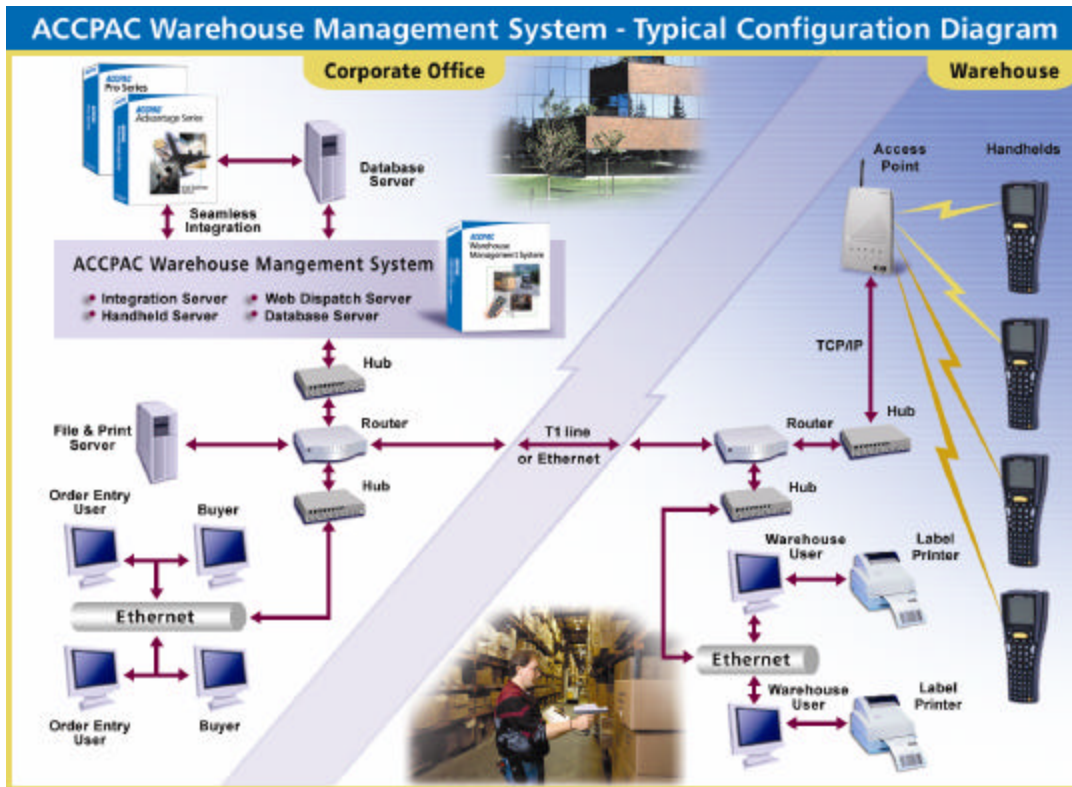 ACCPAC Warehouse Management System - Typical Configuration Diagram
Corporate Office
Warehouse
ACCPAC
Pro Series
ACCPAC
Advantage Series
Database
Server
Seamless
Integration
ACCPAC Warehouse Mangement System
Integration Server
Web Dispatch Server
Handheld Server
Database Server
ACCPAC
Warehouse
Management System
Hub
File & Print
Server
Router
T1 line
or Ethernet
Hub
Order Entry
User
Buyer
Ethernet
Order Entry
User
Buyer
Access
Point
Handhelds
TCP/IP
Router
Hub
Hub
Warehouse
User
Label
Printer
Ethernet
Warehouse
User
Label
Printer